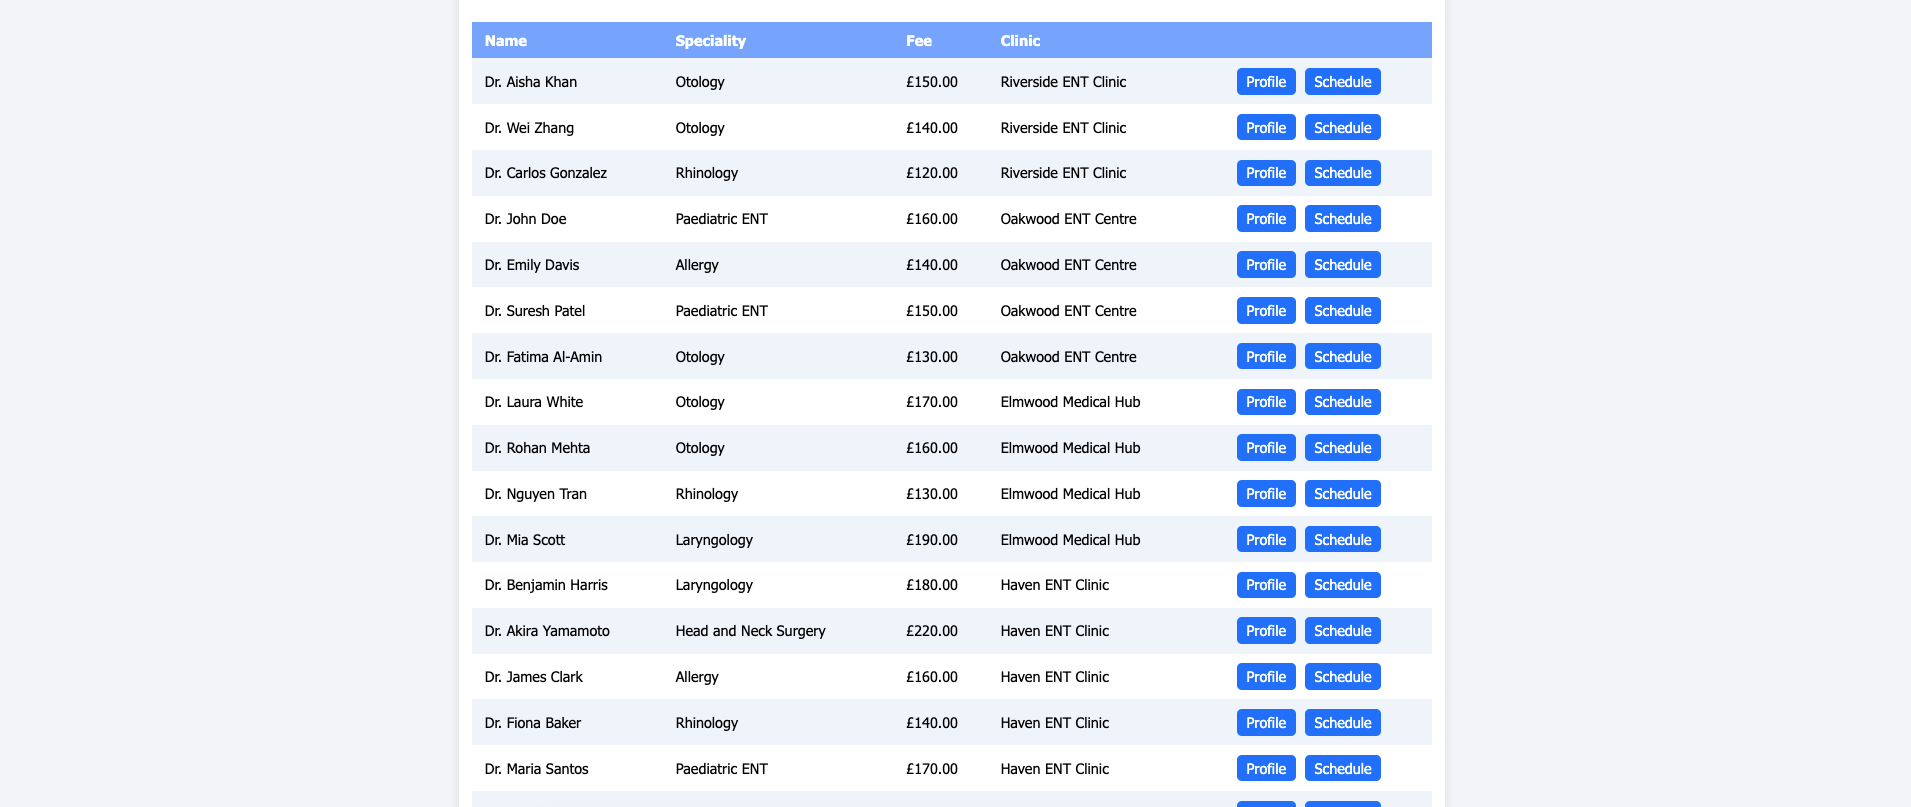 Name Speciality Fee Clinic
Dr. Aisha Khan Otology £150.00 Riverside ENT Clinic Profile Schedule
Dr. Wei Zhang Otology £140.00 Riverside ENT Clinic Profile Schedule
Dr. Carlos Gonzalez Rhinology £120.00 Riverside ENT Clinic Profile Schedule
Dr. John Doe Paediatric ENT £160.00 Oakwood ENT Centre Profile Schedule
Dr. Emily Davis Allergy £140.00 Oakwood ENT Centre Profile Schedule
Dr. Suresh Patel Paediatric ENT £150.00 Oakwood ENT Centre Profile Schedule
Dr. Fatima Al-Amin Otology £130.00 Oakwood ENT Centre Profile Schedule
Dr. Laura White Otology £170.00 Elmwood Medical Hub Profile Schedule
Dr. Rohan Mehta Otology £160.00 Elmwood Medical Hub Profile Schedule
Dr. Nguyen Tran Rhinology £130.00 Elmwood Medical Hub Profile Schedule
Dr. Mia Scott Laryngology £190.00 Elmwood Medical Hub Profile Schedule
Dr. Benjamin Harris Laryngology £180.00 Haven ENT Clinic Profile Schedule
Dr. Akira Yamamoto Head and Neck Surgery £220.00 Haven ENT Clinic Profile Schedule
Dr. James Clark Allergy £160.00 Haven ENT Clinic Profile Schedule
Dr. Fiona Baker Rhinology £140.00 Haven ENT Clinic Profile Schedule
Dr. Maria Santos Paediatric ENT £170.00 Haven ENT Clinic Profile Schedule